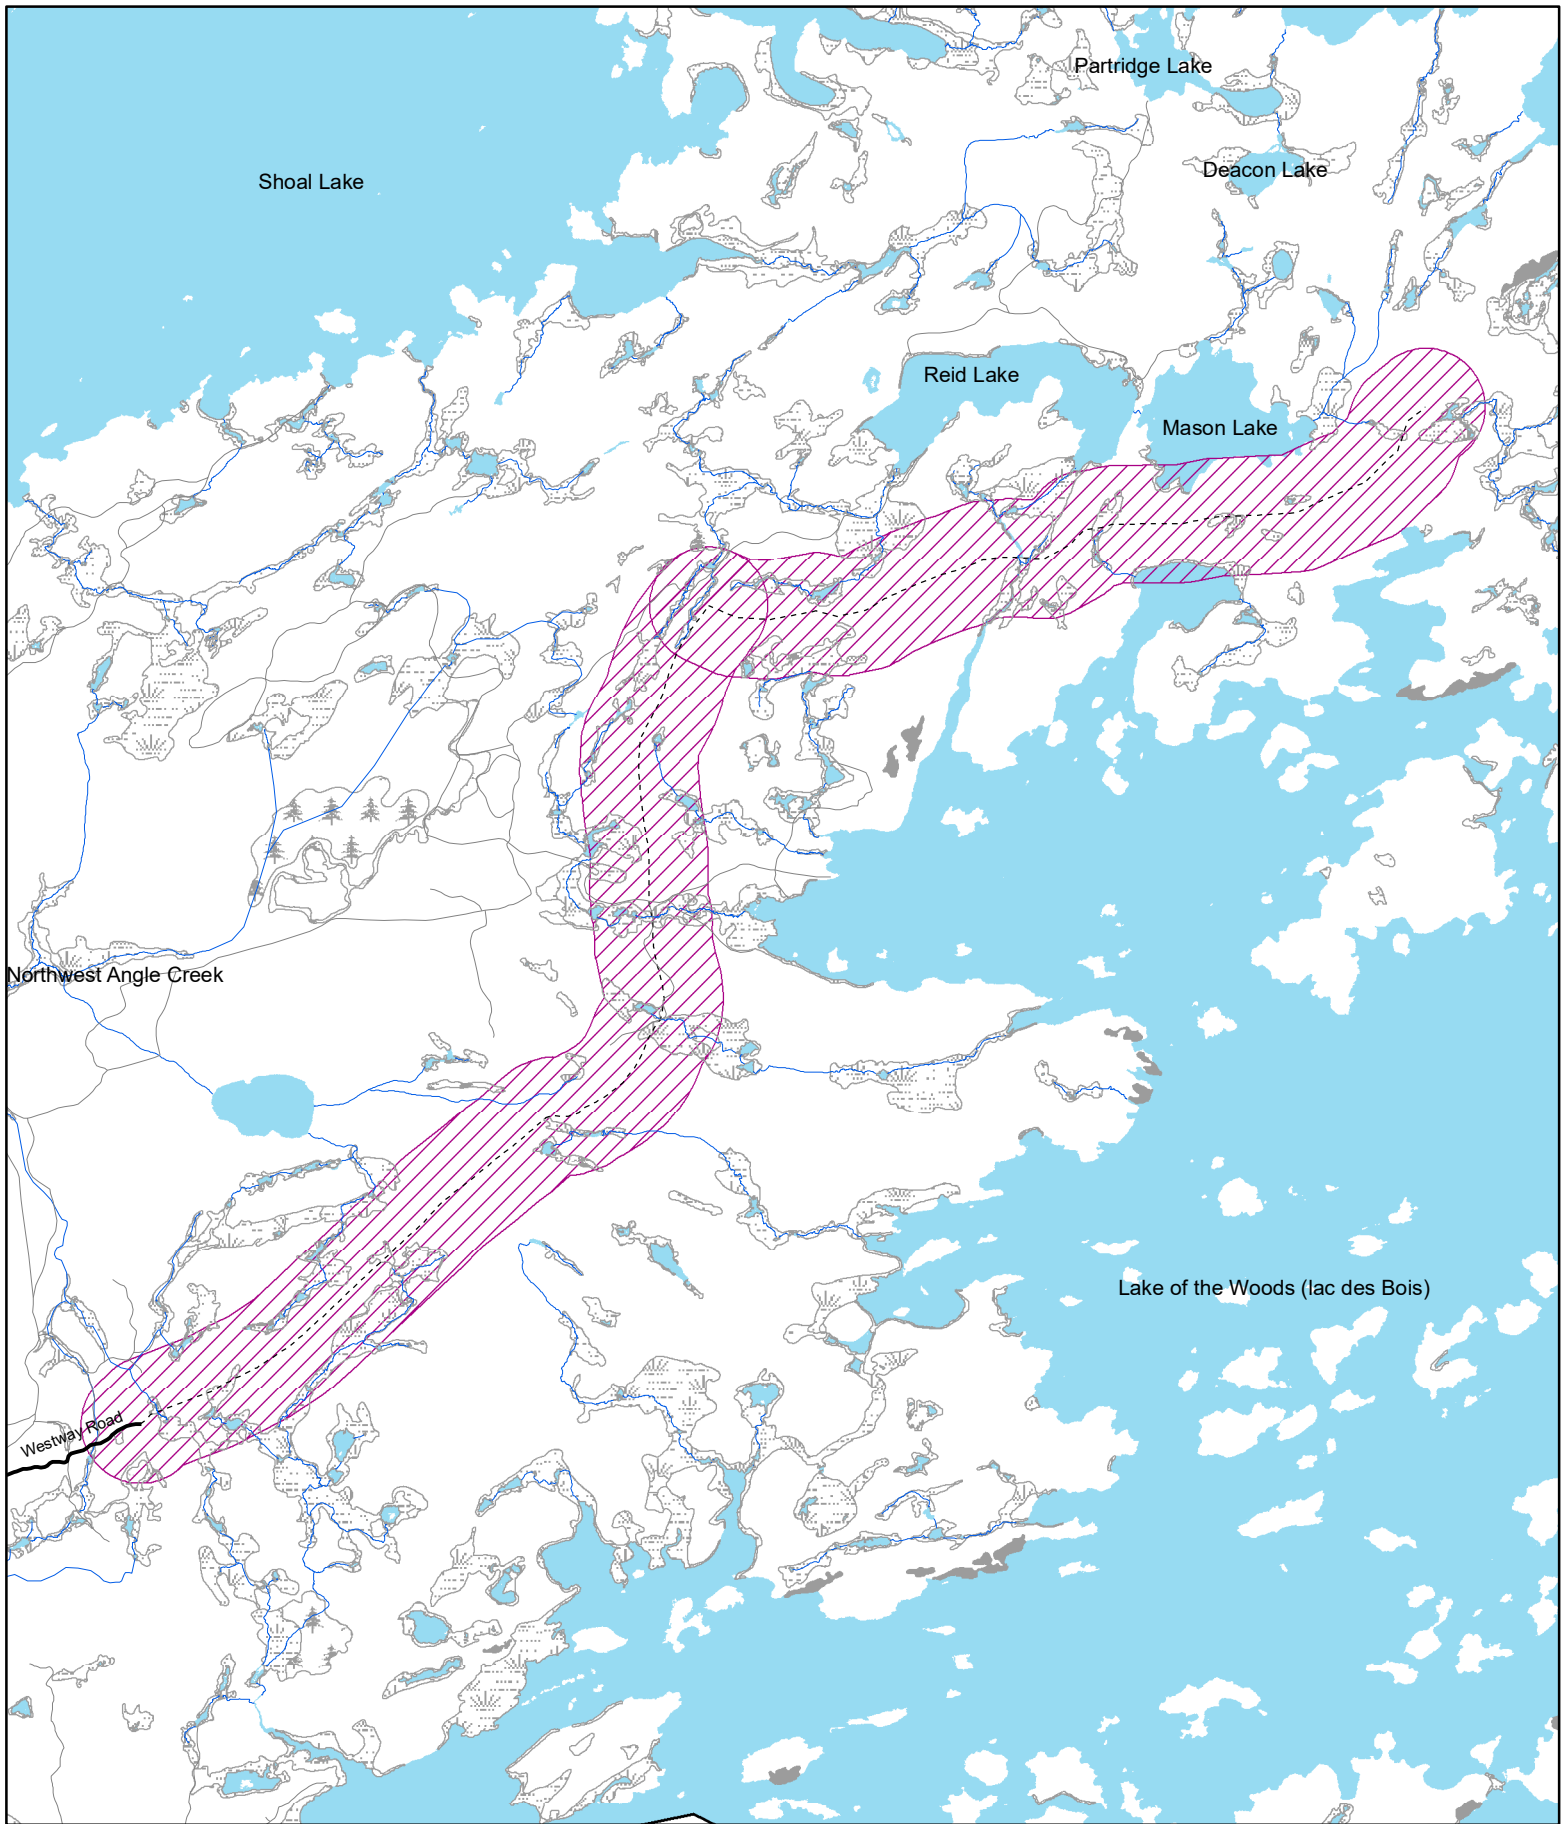 Partridge Lake
Deacon Lake
Shoal Lake
Reid Lake
Mason Lake
Northwest Angle Creek
Lake of the Woods (lac des Bois)
Westway Road